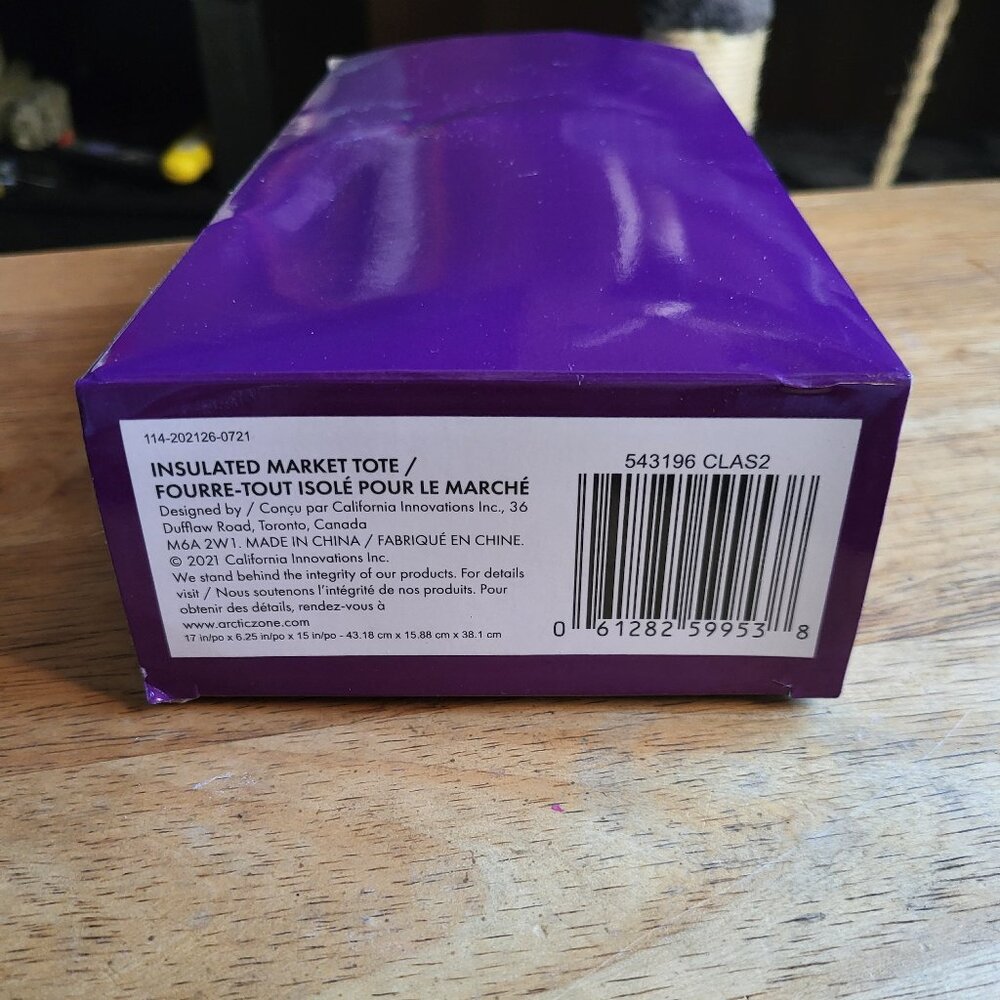 114-202126-0721
INSULATED MARKET TOTE /
FOURRE-TOUT ISOLÉ POUR LE MARCHÉ
Designed by / Conçu par California Innovations Inc., 36
Dufflaw Road, Toronto, Canada
M6A 2W1. MADE IN CHINA / FABRIQUÉ EN CHINE.
© 2021 California Innovations Inc.
We stand behind the integrity of our products. For details
visit / Nous soutenons l'intégrité de nos produits. Pour
obtenir des détails, rendez-vous à
www.arcticzone.com
17 in/po x 6.25 in/po x 15 in/po - 43.18 cm x 15.88 cm x 38.1 cm
543196 CLAS2
0 61282 59953 8